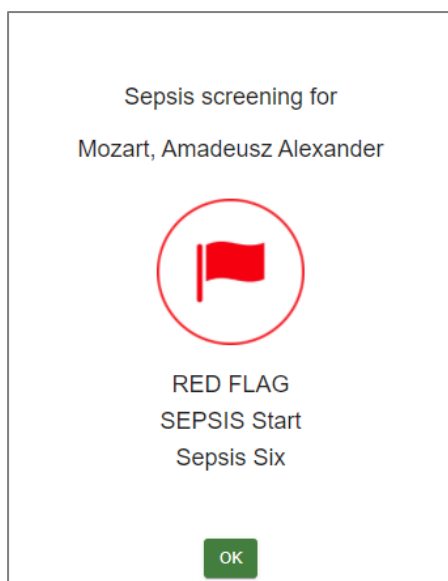 Sepsis screening for
Mozart, Amadeusz Alexander
RED FLAG
SEPSIS Start
Sepsis Six
OK